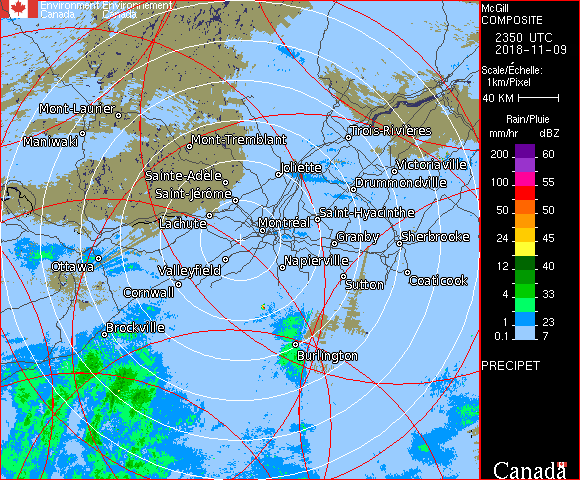 Environment Environnement
Canada Canada
McGill
COMPOSITE
2350 UTC
2018-11-09
Scale/Échelle:
1km/Pixel
40 KM
Rain/Pluie
mm/hr dBZ
200 60
100 55
50 50
24 45
12 40
4 33
1 23
0.1 7
PRECIPET
Canada
Mont-Laurier
Maniwaki
Mont-Tremblant
Trois-Rivières
Joliette
Victoriaville
Sainte-Adèle
Drummondville
Saint-Jérôme
Saint-Hyacinthe
Lachute
Montréal
Granby
Sherbrooke
Ottawa
Valleyfield
Napierville
Sutton
Coaticook
Cornwall
Brockville
Burlington